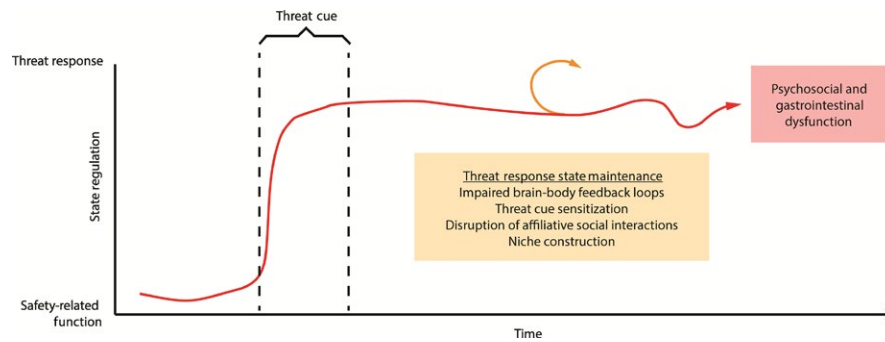 Threat cue
Threat response
State regulation
Safety-related
function
Time
Threat response state maintenance
Impaired brain-body feedback loops
Threat cue sensitization
Disruption of affiliative social interactions
Niche construction
Psychosocial and
gastrointestinal
dysfunction